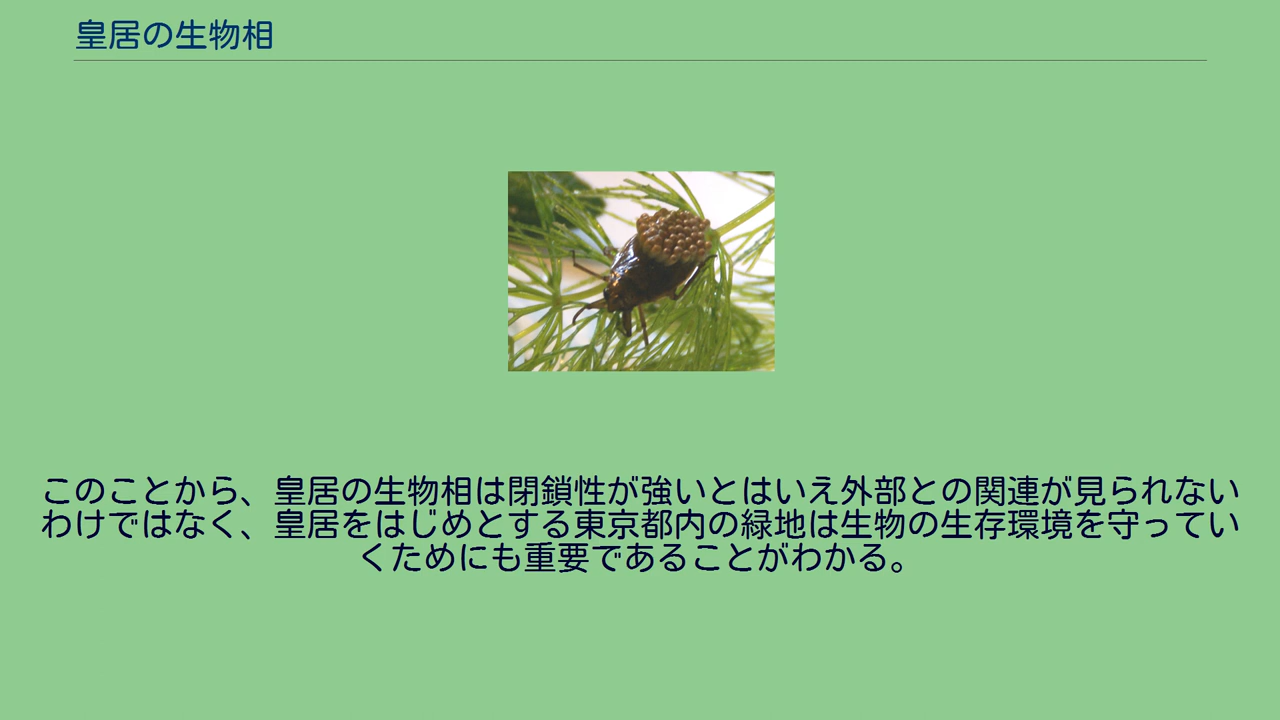 皇居の生物相
このことから、皇居の生物相は閉鎖性が強いとはいえ外部との関連が見られない
わけではなく、皇居をはじめとする東京都内の緑地は生物の生存環境を守ってい
くためにも重要であることがわかる。